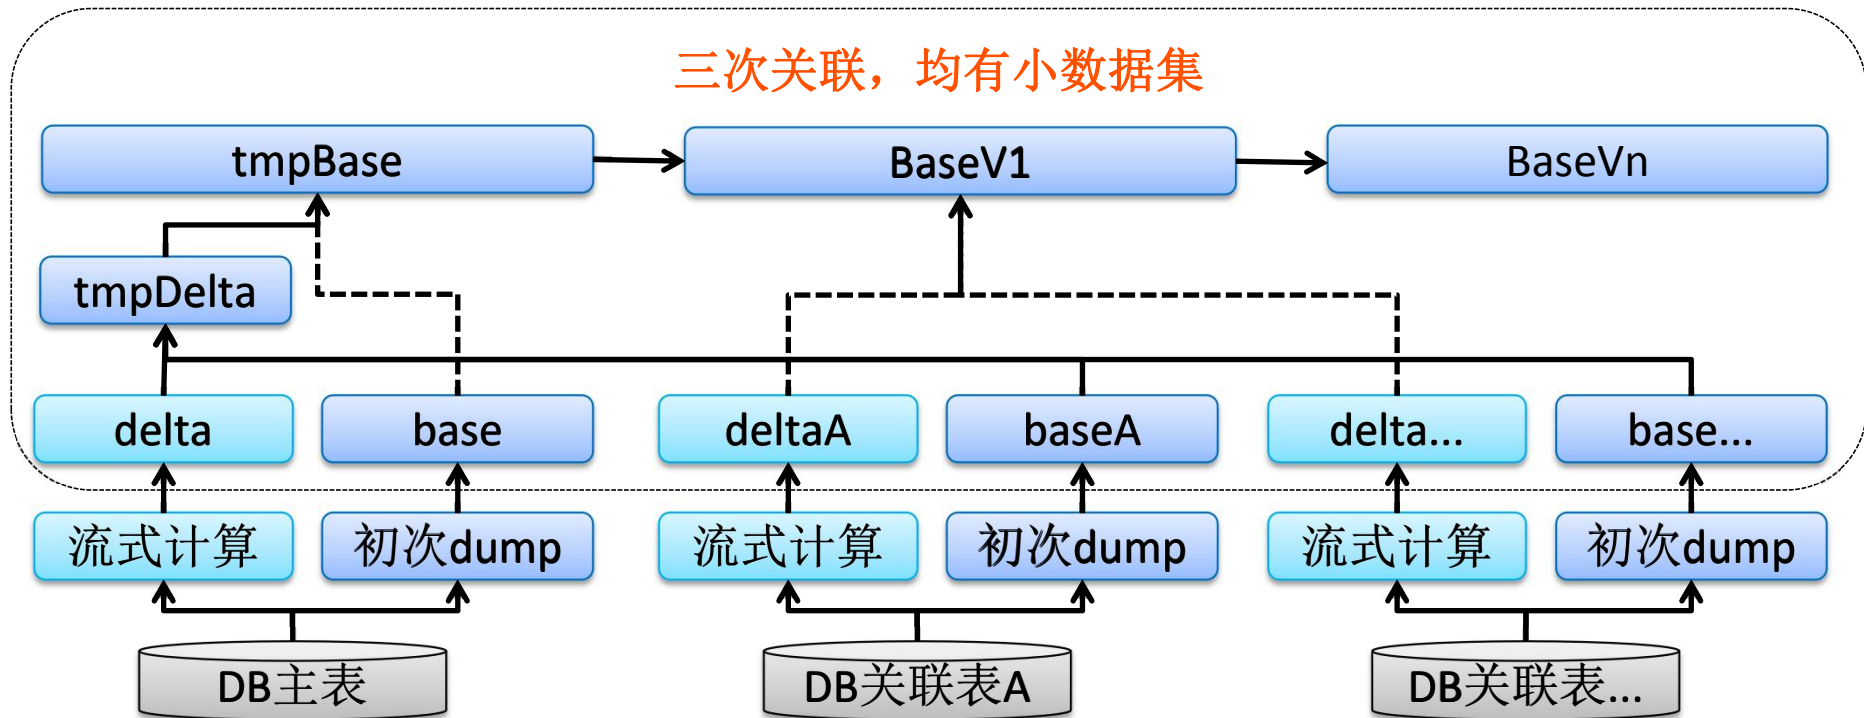 三次关联，均有小数据集
tmpBase
BaseV1
BaseVn
tmpDelta
delta
base
deltaA
baseA
delta...
base...
流式计算
初次dump
流式计算
初次dump
流式计算
初次dump
DB主表
DB关联表A
DB关联表...